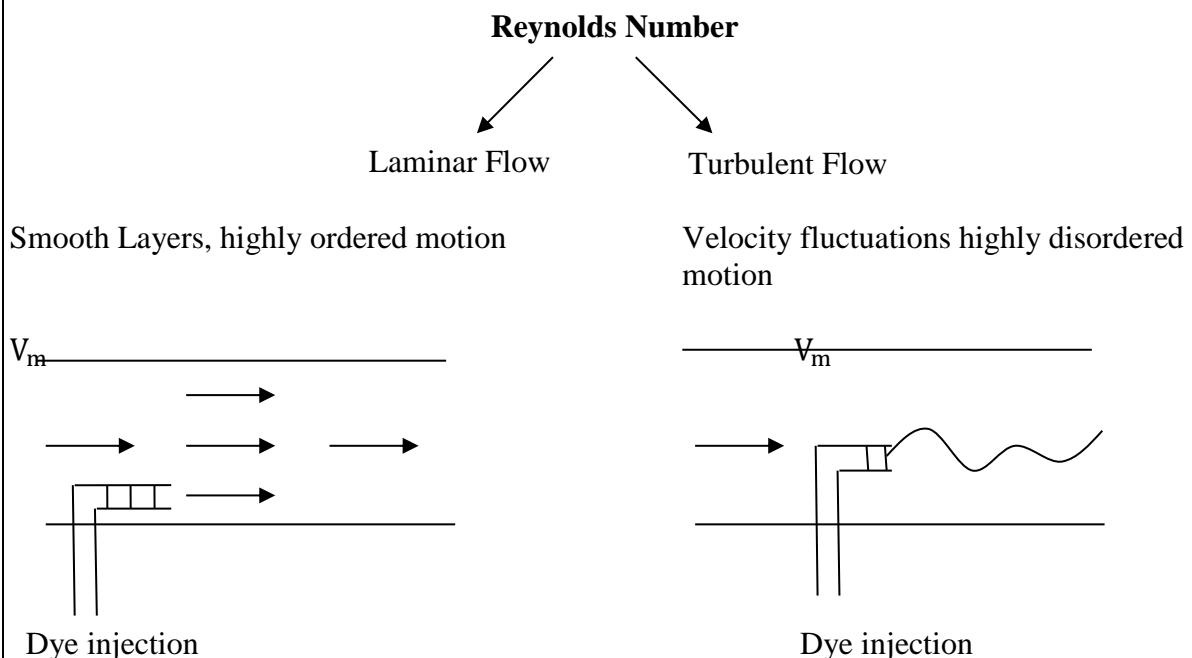 Reynolds Number
Laminar Flow
Turbulent Flow
Smooth Layers, highly ordered motion
Velocity fluctuations highly disordered
motion
Vm
Vm
Dye injection
Dye injection